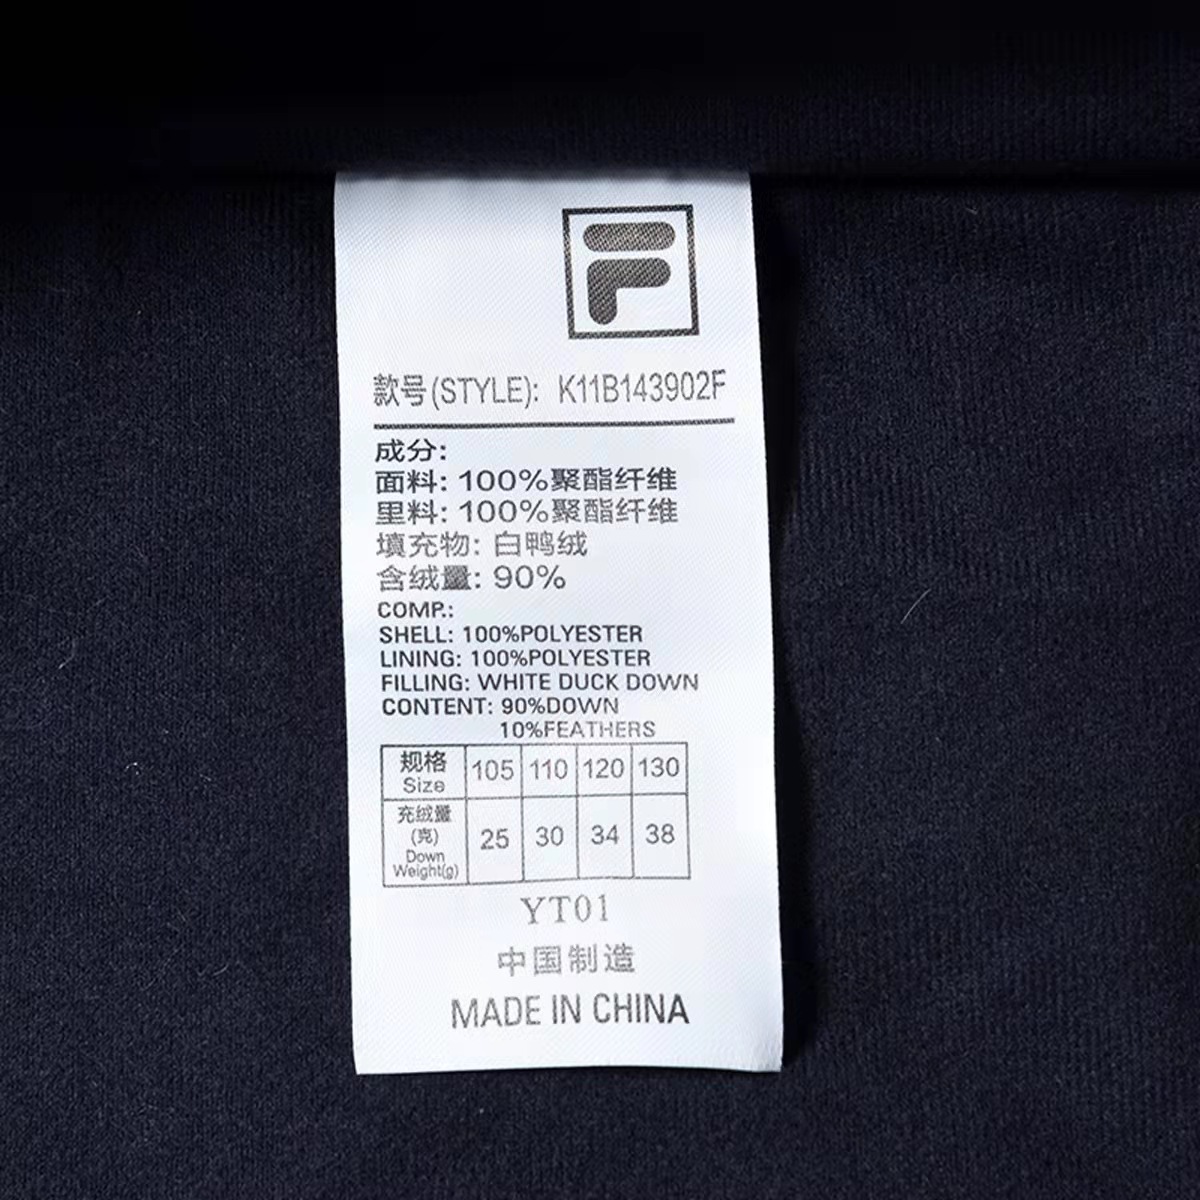 F
款号(STYLE): K11B143902F
成分:
面料: 100%聚酯纤维
里料: 100%聚酯纤维
填充物: 白鸭绒
含绒量: 90%
COMP.:
SHELL: 100%POLYESTER
LINING: 100%POLYESTER
FILLING: WHITE DUCK DOWN
CONTENT: 90%DOWN
10%FEATHERS
规格 Size 105 110 120 130
充绒量 (克) Down Weight(g) 25 30 34 38
YT01
中国制造
MADE IN CHINA